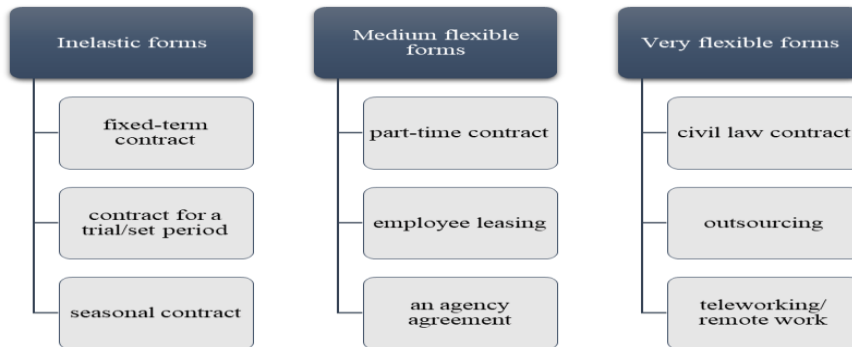 Inelastic forms
fixed-term
contract
contract for a
trial/set period
seasonal contract
Medium flexible
forms
part-time contract
employee leasing
an agency
agreement
Very flexible forms
civil law contract
outsourcing
teleworking/
remote work